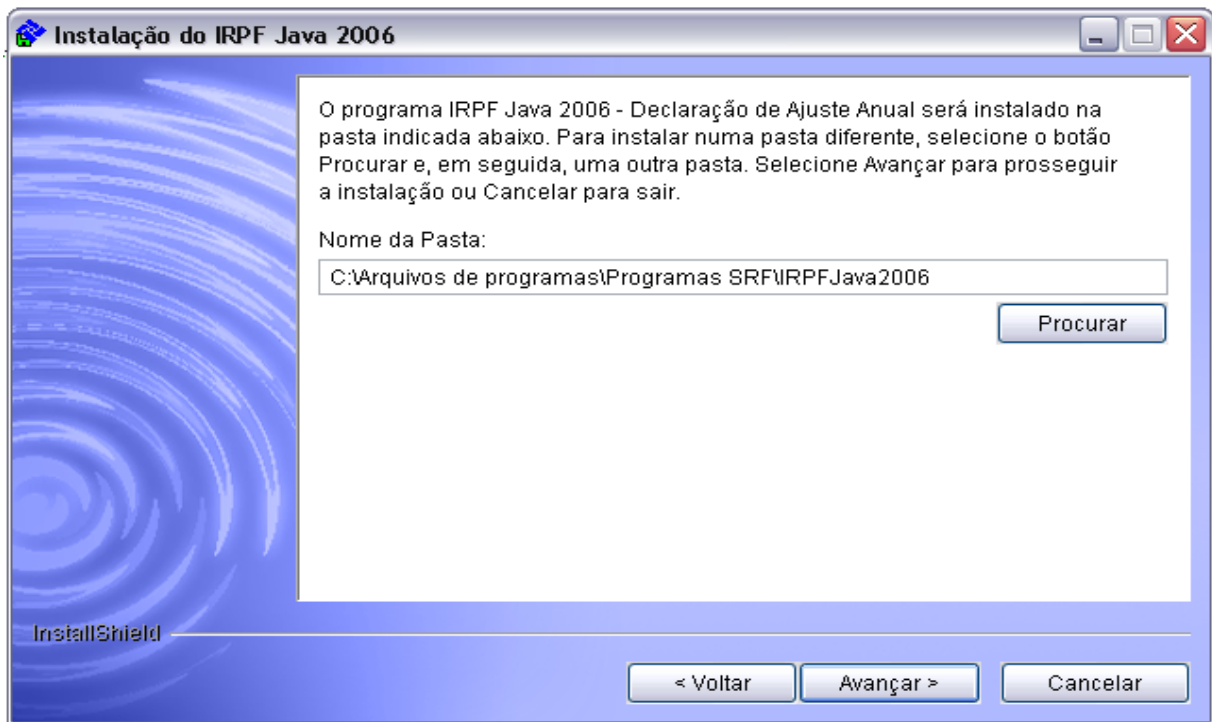 Instalação do IRPF Java 2006
O programa IRPF Java 2006 - Declaração de Ajuste Anual será instalado na
pasta indicada abaixo. Para instalar numa pasta diferente, selecione o botão
Procurar e, em seguida, uma outra pasta. Selecione Avançar para prosseguir
a instalação ou Cancelar para sair.
Nome da Pasta:
C:\Arquivos de programas\Programas SRF\IRPFJava2006
Procurar
InstallShield
< Voltar
Avançar >
Cancelar